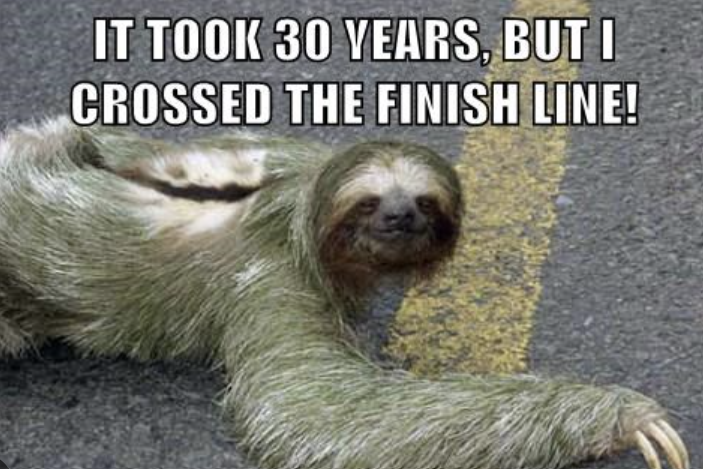 IT TOOK 30 YEARS, BUT I
CROSSED THE FINISH LINE!